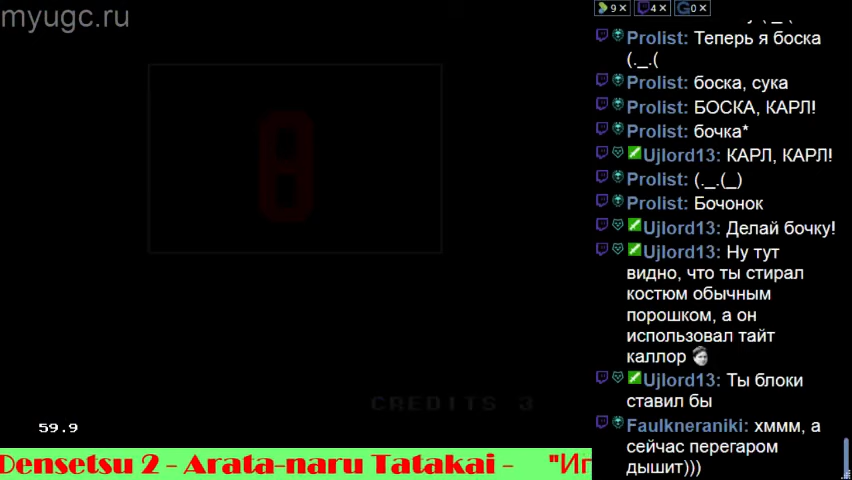 myugc.ru
8
CREDITS 3
59.9
Densetsu 2 - Arata-naru Tatakai - "Иг
9 × 4 × 0 ×
Prolist: Теперь я боска
(._.(
Prolist: боска, сука
Prolist: БОСКА, КАРЛ!
Prolist: бочка*
Ujlord13: КАРЛ, КАРЛ!
Prolist: (_._(_)
Prolist: Бочонок
Ujlord13: Делай бочку!
Ujlord13: Ну тут
видно, что ты стирал
костюм обычным
порошком, а он
использовал тайт
каллор
Ujlord13: Ты блоки
ставил бы
Faulkneraniki: хммм, а
сейчас перегаром
дышит)))